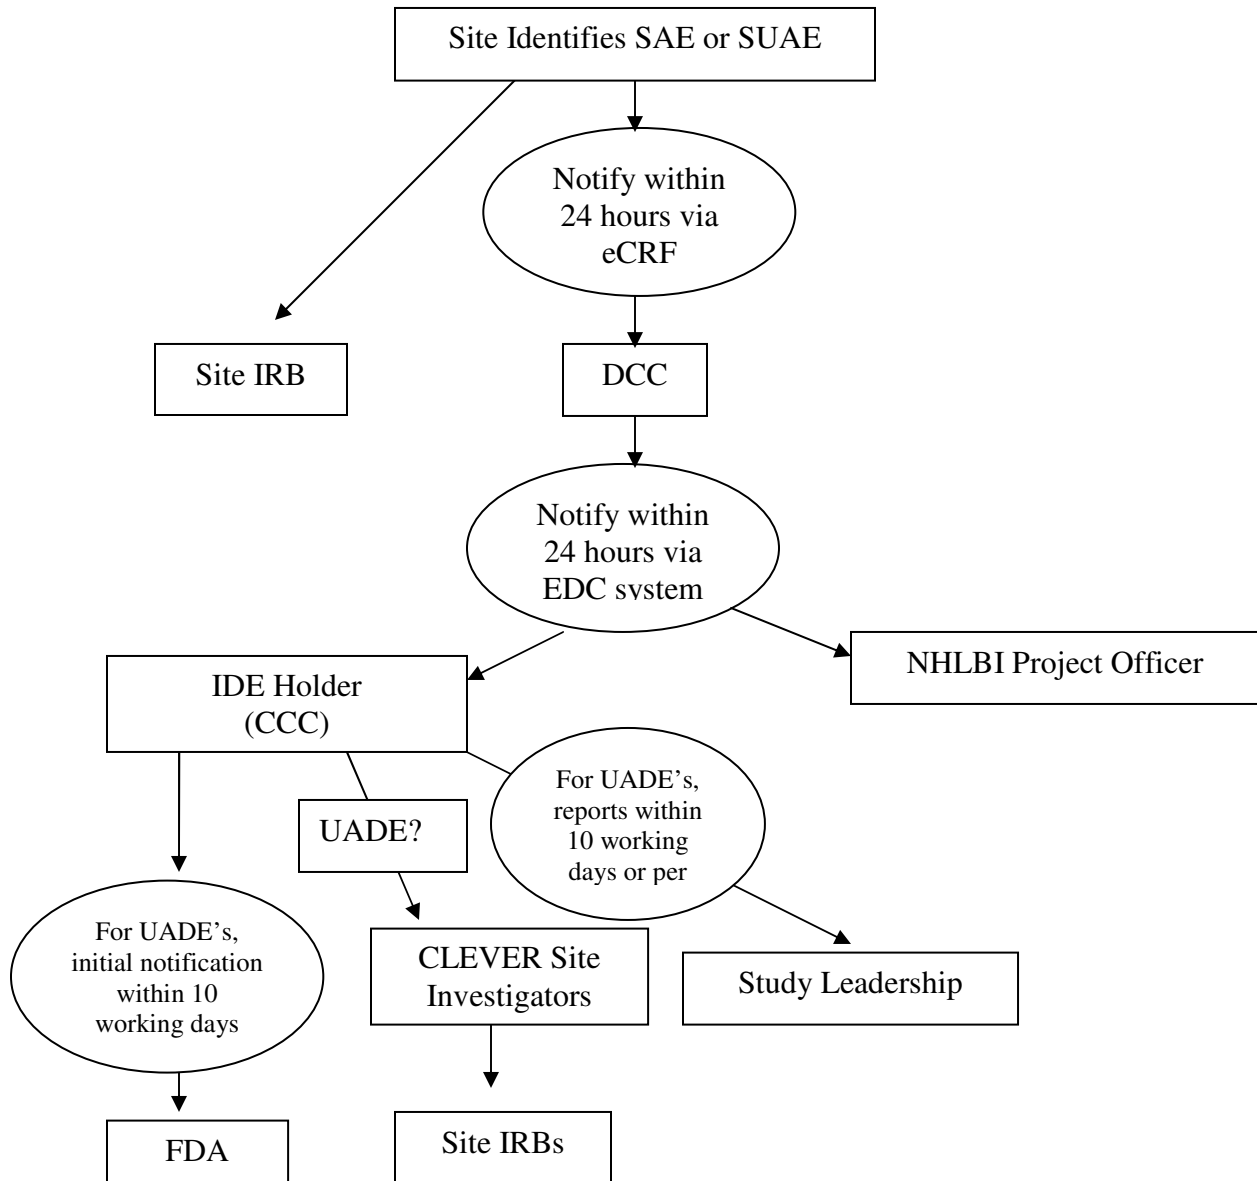 Site Identifies SAE or SUAE
Notify within
24 hours via
eCRF
Site IRB
DCC
Notify within
24 hours via
EDC system
NHLBI Project Officer
IDE Holder
(CCC)
For UADE's,
reports within
10 working
days or per
UADE?
For UADE's,
initial notification
within 10
working days
CLEVER Site
Investigators
Study Leadership
FDA
Site IRBs